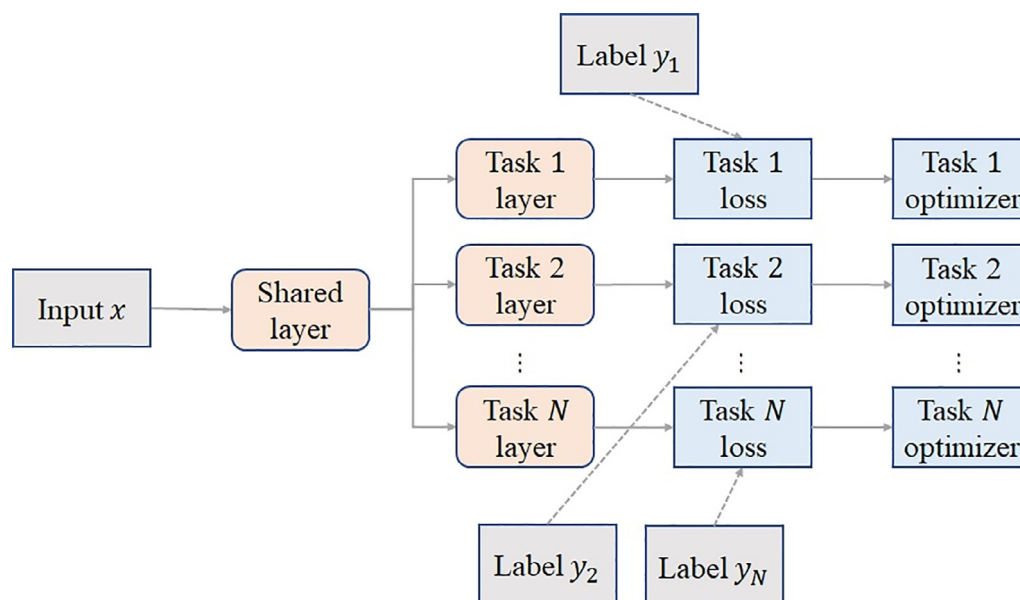 Label y₁
Task 1
layer
Task 1
loss
Task 1
optimizer
Input x
Shared
layer
Task 2
layer
Task 2
loss
Task 2
optimizer
⋮ ⋮ ⋮
Task N
layer
Task N
loss
Task N
optimizer
Label y₂
Label y_N